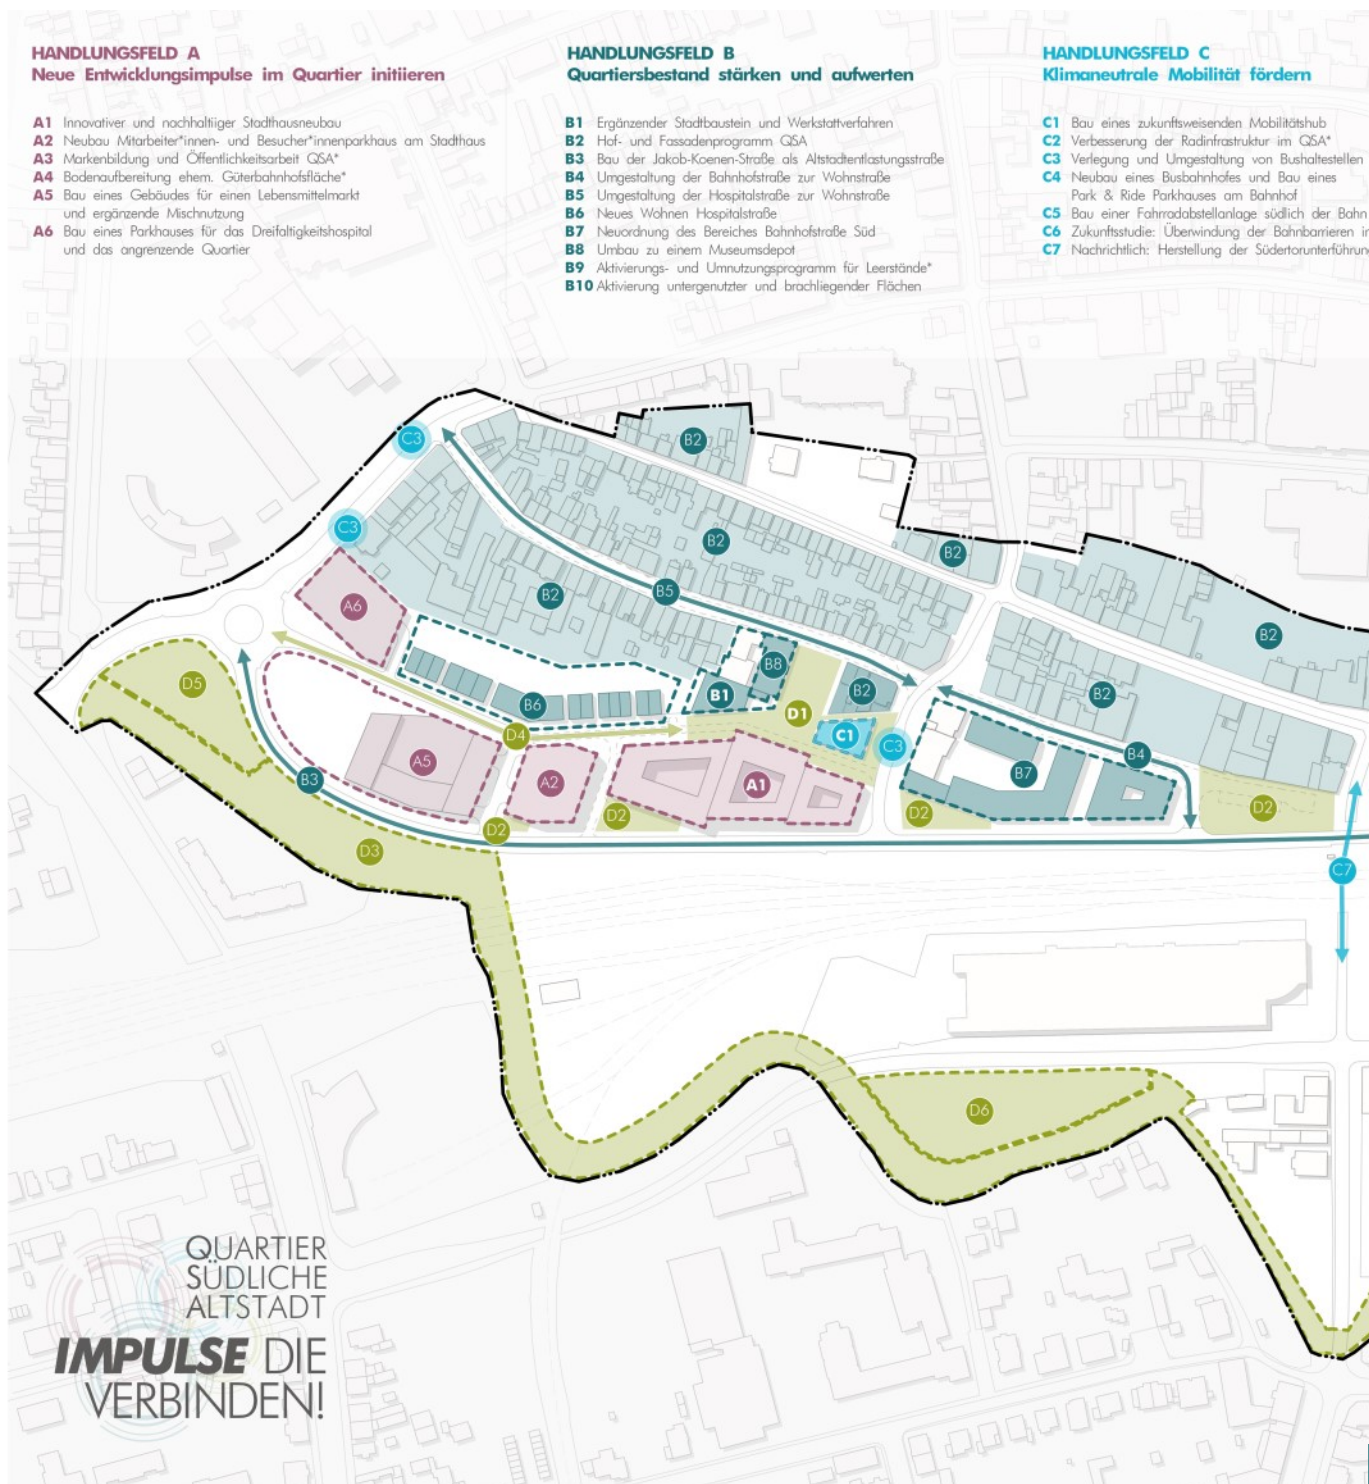 HANDLUNGSFELD A
Neue Entwicklungsimpulse im Quartier initiieren
A1 Innovativer und nachhaltiiger Stadthausneubau
A2 Neubau Mitarbeiter*innen- und Besucher*innenparkhaus am Stadthaus
A3 Markenbildung und Öffentlichkeitsarbeit QSA*
A4 Bodenaufbereitung ehem. Güterbahnhofsfläche*
A5 Bau eines Gebäudes für einen Lebensmittelmarkt
und ergänzende Mischnutzung
A6 Bau eines Parkhauses für das Dreifaltigkeitshospital
und das angrenzende Quartier
HANDLUNGSFELD B
Quartiersbestand stärken und aufwerten
B1 Ergänzender Stadtbaustein und Werkstattverfahren
B2 Hof- und Fassadenprogramm QSA
B3 Bau der Jakob-Koenen-Straße als Altstadtentlastungsstraße
B4 Umgestaltung der Bahnhofstraße zur Wohnstraße
B5 Umgestaltung der Hospitalstraße zur Wohnstraße
B6 Neues Wohnen Hospitalstraße
B7 Neuordnung des Bereiches Bahnhofstraße Süd
B8 Umbau zu einem Museumsdepot
B9 Aktivierungs- und Umnutzungsprogramm für Leerstände*
B10 Aktivierung untergenutzter und brachliegender Flächen
HANDLUNGSFELD C
Klimaneutrale Mobilität fördern
C1 Bau eines zukunftsweisenden Mobilitätshub
C2 Verbesserung der Radinfrastruktur im QSA*
C3 Verlegung und Umgestaltung von Bushaltestellen
C4 Neubau eines Busbahnhofes und Bau eines
Park & Ride Parkhauses am Bahnhof
C5 Bau einer Fahrradabstellanlage südlich der Bahn
C6 Zukunftsstudie: Überwindung der Bahnbarrieren i
C7 Nachrichtlich: Herstellung der Südertorunterführun
C3
B2
C3
B2
B2
B5
B2
A6
B2
B8
D5
B1
B2
B2
B6
D1
D4
C1
C3
B4
A5
B7
B3
A2
A1
D2
D2
D2
D2
D3
C7
D6
QUARTIER
SÜDLICHE
ALTSTADT
IMPULSE DIE
VERBINDEN!